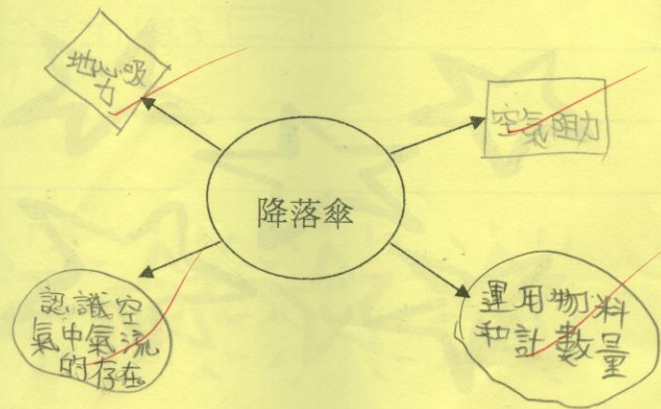 地心吸
力
空氣阻力
降落傘
認識空
氣中氣流
的存在
運用物料
和計數量